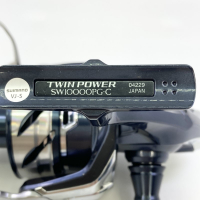 TWIN POWER
SW10000PG·C
04229
JAPAN
SHIMANO